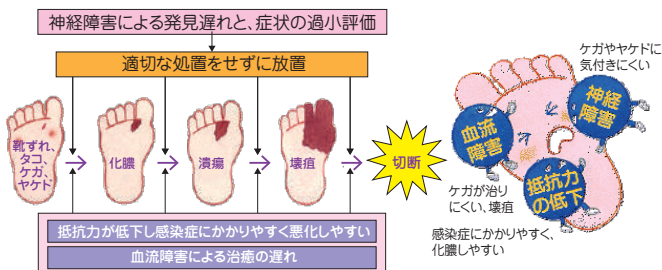 神経障害による発見遅れと、症状の過小評価
適切な処置をせずに放置
靴ずれ、
タコ、
ケガ、
ヤケド
化膿
潰瘍
壊疽
切断
抵抗力が低下し感染症にかかりやすく悪化しやすい
血流障害による治癒の遅れ
ケガやヤケドに
気付きにくい
神経
障害
血流
障害
抵抗力
の低下
ケガが治り
にくい、壊疽
感染症にかかりやすく、
化膿しやすい